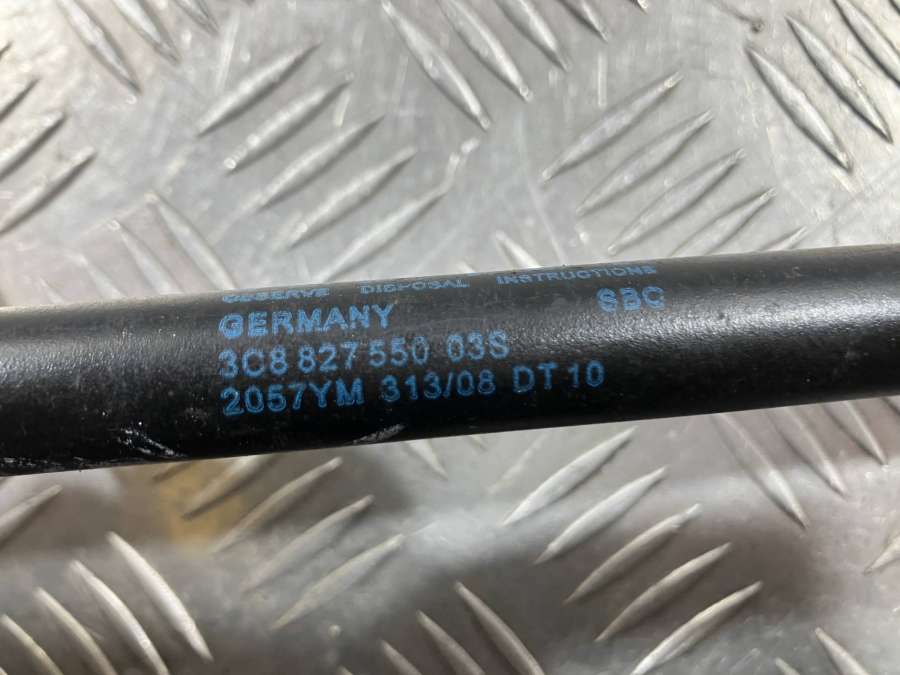 OBSERVE DISPOSAL INSTRUCTIONS
GERMANY SBC
3C8 827 550 03S
2057YM 313/08 DT10